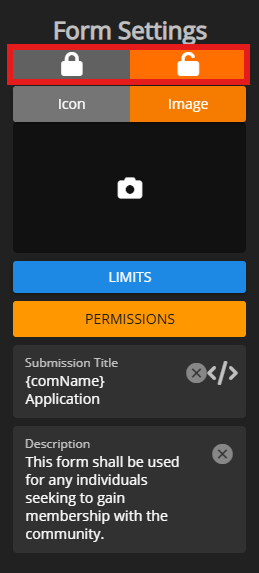 Form Settings
Icon
Image
LIMITS
PERMISSIONS
Submission Title
{comName}
Application
Description
This form shall be used
for any individuals
seeking to gain
membership with the
community.